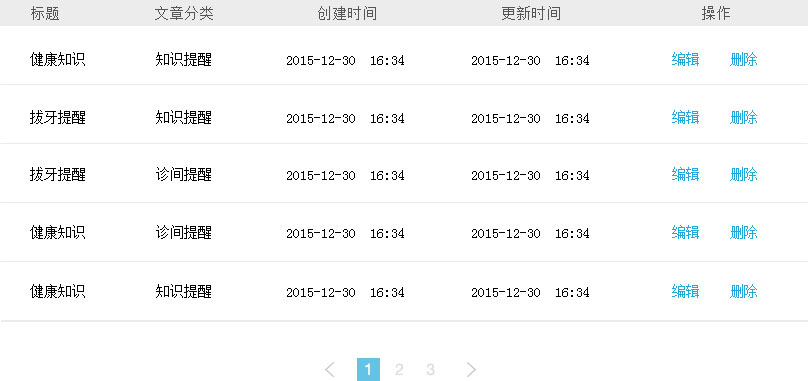 标题 文章分类 创建时间 更新时间 操作
健康知识 知识提醒 2015-12-30 16:34 2015-12-30 16:34 编辑 删除
拔牙提醒 知识提醒 2015-12-30 16:34 2015-12-30 16:34 编辑 删除
拔牙提醒 诊间提醒 2015-12-30 16:34 2015-12-30 16:34 编辑 删除
健康知识 诊间提醒 2015-12-30 16:34 2015-12-30 16:34 编辑 删除
健康知识 知识提醒 2015-12-30 16:34 2015-12-30 16:34 编辑 删除
1 2 3